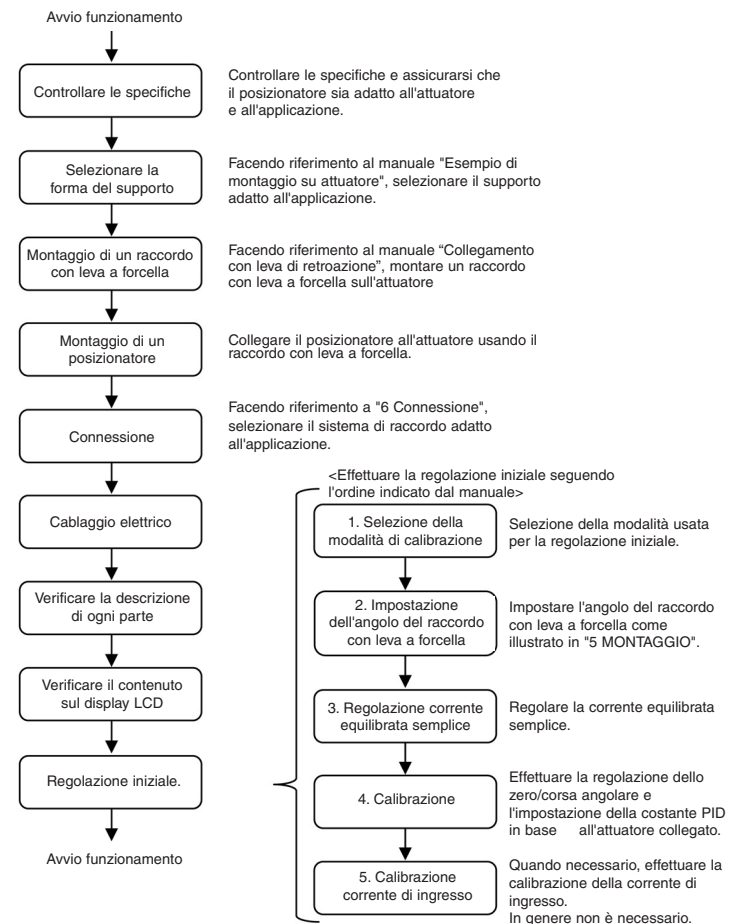 Avvio funzionamento
Controllare le specifiche
Controllare le specifiche e assicurarsi che
il posizionatore sia adatto all'attuatore
e all'applicazione.
Selezionare la
forma del supporto
Facendo riferimento al manuale "Esempio di
montaggio su attuatore", selezionare il supporto
adatto all'applicazione.
Montaggio di un raccordo
con leva a forcella
Facendo riferimento al manuale “Collegamento
con leva di retroazione”, montare un raccordo
con leva a forcella sull'attuatore
Montaggio di un
posizionatore
Collegare il posizionatore all'attuatore usando il
raccordo con leva a forcella.
Connessione
Facendo riferimento a "6 Connessione",
selezionare il sistema di raccordo adatto
all'applicazione.
Cablaggio elettrico
Verificare la descrizione
di ogni parte
Verificare il contenuto
sul display LCD
Regolazione iniziale.
Avvio funzionamento
<Effettuare la regolazione iniziale seguendo
l'ordine indicato dal manuale>
1. Selezione della
modalità di calibrazione
Selezione della modalità usata
per la regolazione iniziale.
2. Impostazione
dell'angolo del raccordo
con leva a forcella
Impostare l'angolo del raccordo
con leva a forcella come
illustrato in "5 MONTAGGIO".
3. Regolazione corrente
equilibrata semplice
Regolare la corrente equilibrata
semplice.
4. Calibrazione
Effettuare la regolazione dello
zero/corsa angolare e
l'impostazione della costante PID
in base all'attuatore collegato.
5. Calibrazione
corrente di ingresso
Quando necessario, effettuare la
calibrazione della corrente di
ingresso.
In genere non è necessario.